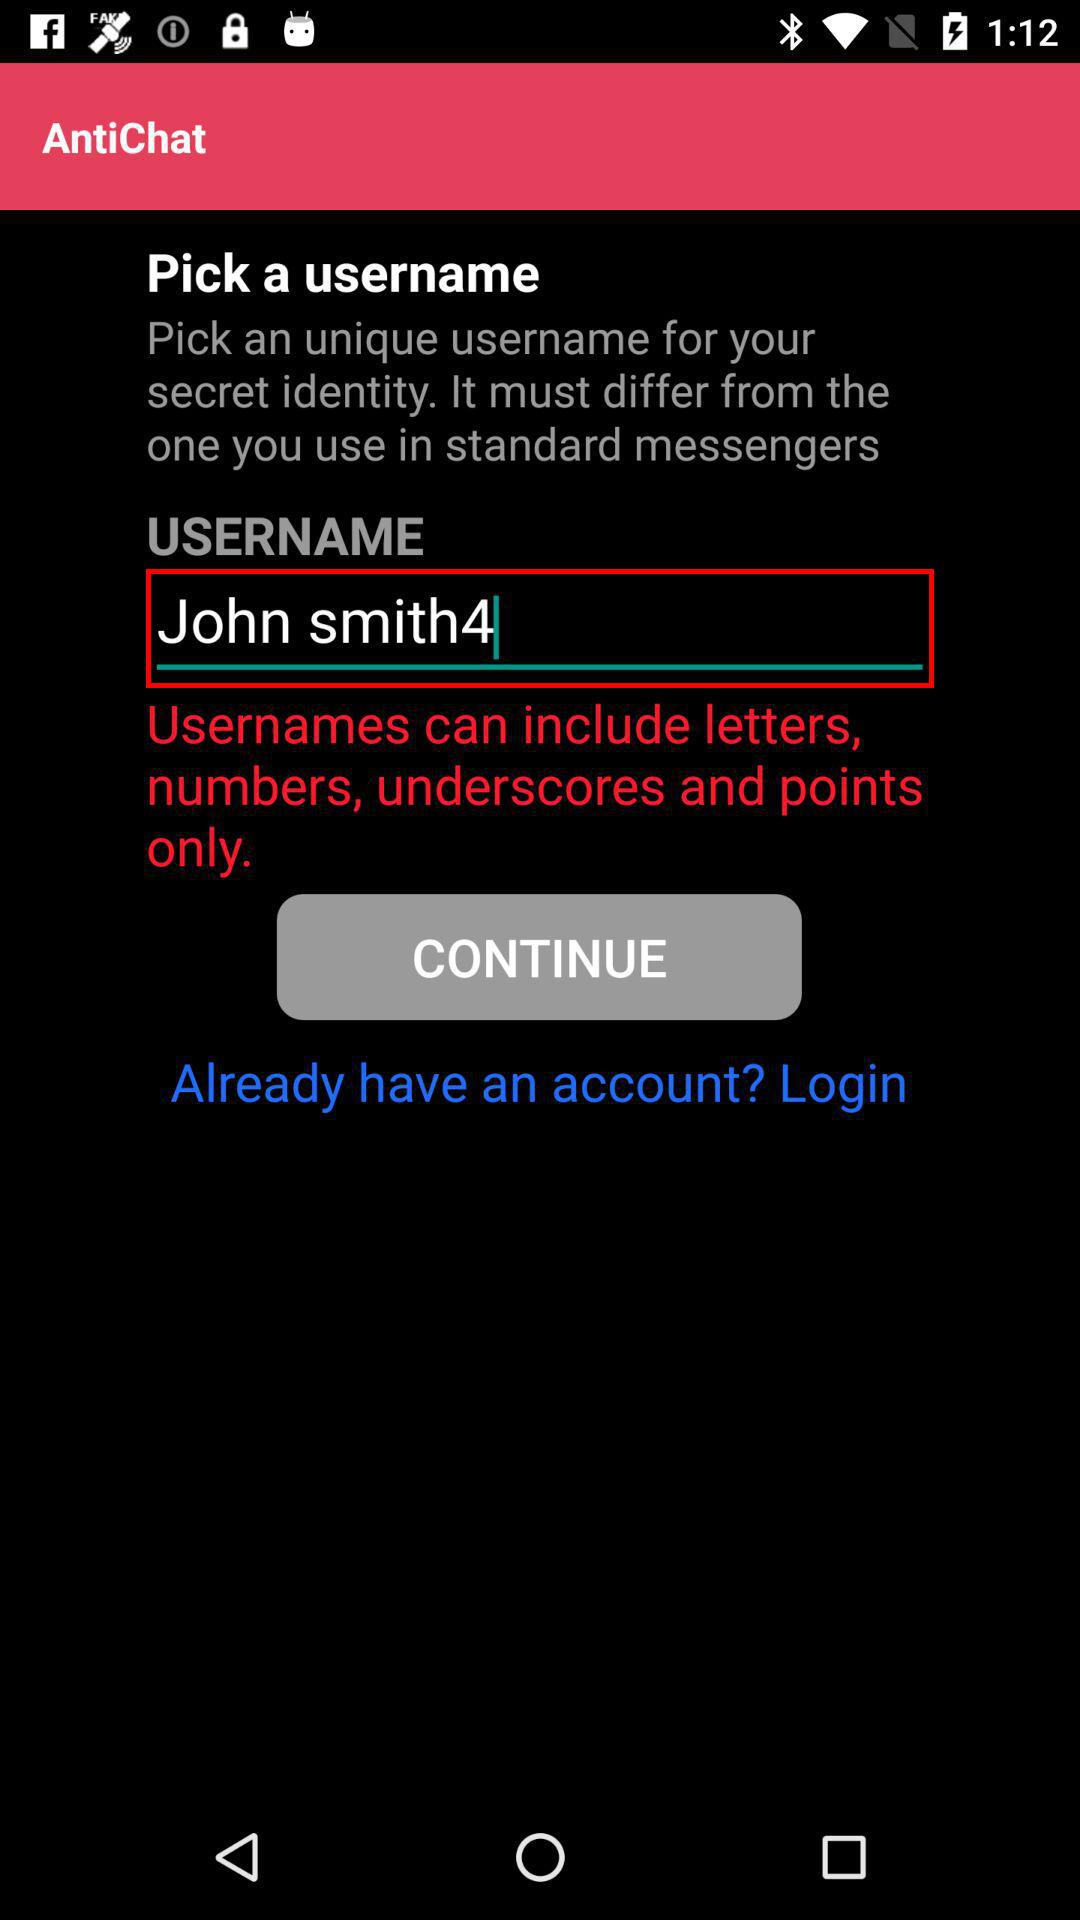 1:12
AntiChat
Pick a username
Pick an unique username for your
secret identity. It must differ from the
one you use in standard messengers
USERNAME
John smith4
Usernames can include letters,
numbers, underscores and points
only.
CONTINUE
Already have an account? Login